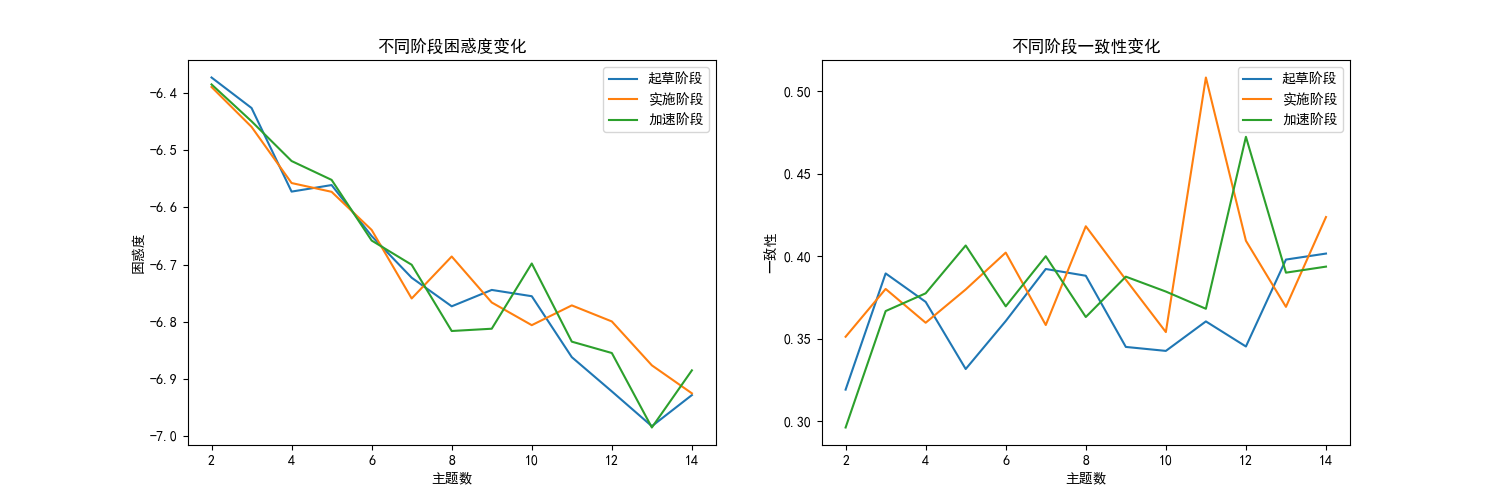 不同阶段困惑度变化
困惑度
−6.4
−6.5
−6.6
−6.7
−6.8
−6.9
−7.0
2 4 6 8 10 12 14
主题数
起草阶段
实施阶段
加速阶段
不同阶段一致性变化
一致性
0.50
0.45
0.40
0.35
0.30
2 4 6 8 10 12 14
主题数
起草阶段
实施阶段
加速阶段